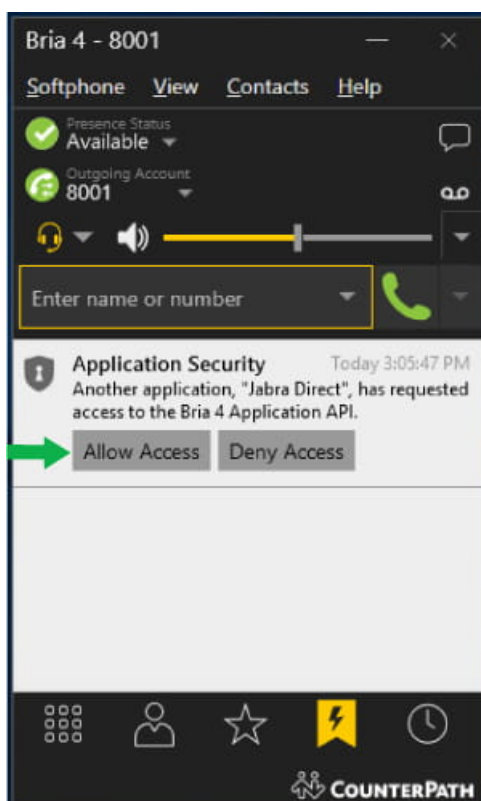 Bria 4 - 8001
Softphone View Contacts Help
Presence Status
Available
Outgoing Account
8001
Enter name or number
Application Security Today 3:05:47 PM
Another application, "Jabra Direct", has requested
access to the Bria 4 Application API.
Allow Access Deny Access
COUNTERPATH